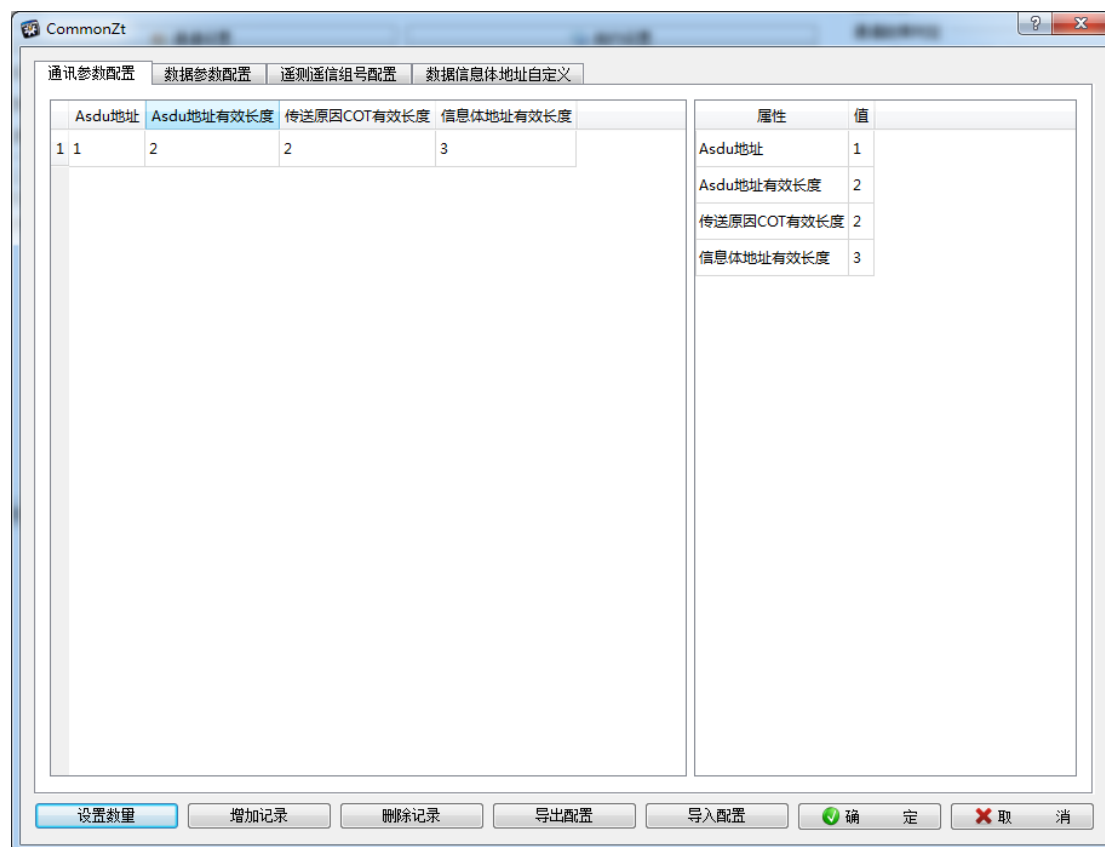 CommonZt
通讯参数配置 数据参数配置 遥测遥信组号配置 数据信息体地址自定义
Asdu地址 Asdu地址有效长度 传送原因COT有效长度 信息体地址有效长度
1 1 2 2 3
属性 值
Asdu地址 1
Asdu地址有效长度 2
传送原因COT有效长度 2
信息体地址有效长度 3
设置数量 增加记录 删除记录 导出配置 导入配置 确 定 取 消